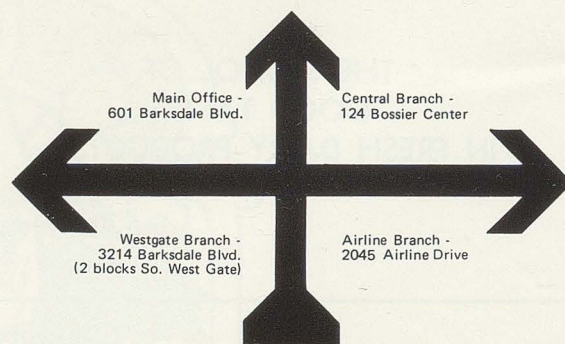 Main Office -
601 Barksdale Blvd.
Central Branch -
124 Bossier Center
Westgate Branch -
3214 Barksdale Blvd.
(2 blocks So. West Gate)
Airline Branch -
2045 Airline Drive